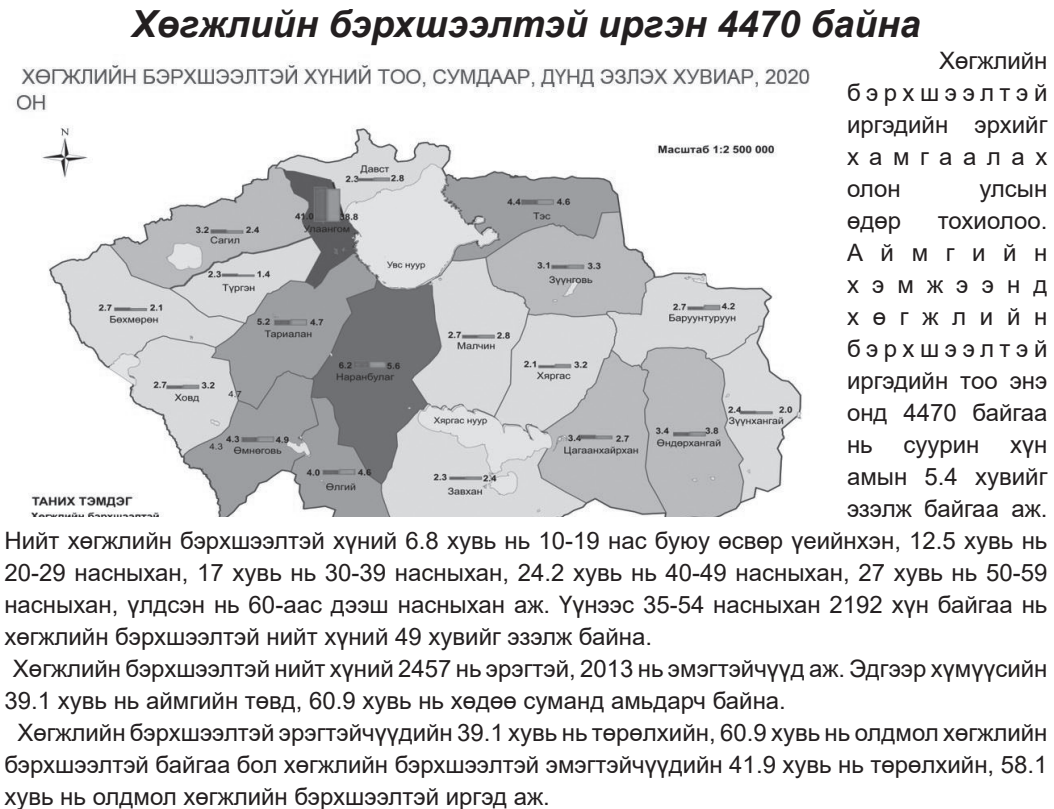 Хөгжлийн бэрхшээлтэй иргэн 4470 байна
ХӨГЖЛИЙН БЭРХШЭЭЛТЭЙ ХҮНИЙ ТОО, СУМДААР, ДҮНД ЭЗЛЭХ ХУВИАР, 2020
ОН
N
Масштаб 1:2 500 000
Давст
2.3 2.8
41.0 38.8
Улаангом
4.4 4.6
Тэс
3.2 2.4
Сагил
Увс нуур
3.1 3.3
Зүүнговь
2.3 1.4
Түргэн
2.7 2.1
Бөхмөрөн
5.2 4.7
Тариалан
2.7 4.2
Баруунтуруун
2.7 2.8
Малчин
6.2 5.6
Наранбулаг
2.1 3.2
Хяргас
2.7 3.2
Ховд
4.7
2.4 2.0
Зүүнхангай
Хяргас нуур
4.3
4.3 4.9
Өмнөговь
3.4 2.7
Цагаанхайрхан
3.4 3.8
Өндөрхангай
4.0 4.6
Өлгий
2.3 2.4
Завхан
ТАНИХ ТЭМДЭГ
Хөгжлийн бэрхшээлтэй
Хөгжлийн
бэрхшээлтэй
иргэдийн эрхийг
хамгаалах
олон улсын
өдөр тохиолоо.
Аймгийн
хэмжээнд
хөгжлийн
бэрхшээлтэй
иргэдийн тоо энэ
онд 4470 байгаа
нь суурин хүн
амын 5.4 хувийг
эзэлж байгаа аж.
Нийт хөгжлийн бэрхшээлтэй хүний 6.8 хувь нь 10-19 нас буюу өсвөр үеийнхэн, 12.5 хувь нь
20-29 насныхан, 17 хувь нь 30-39 насныхан, 24.2 хувь нь 40-49 насныхан, 27 хувь нь 50-59
насныхан, үлдсэн нь 60-аас дээш насныхан аж. Үүнээс 35-54 насныхан 2192 хүн байгаа нь
хөгжлийн бэрхшээлтэй нийт хүний 49 хувийг эзэлж байна.
Хөгжлийн бэрхшээлтэй нийт хүний 2457 нь эрэгтэй, 2013 нь эмэгтэйчүүд аж. Эдгээр хүмүүсийн
39.1 хувь нь аймгийн төвд, 60.9 хувь нь хөдөө суманд амьдарч байна.
Хөгжлийн бэрхшээлтэй эрэгтэйчүүдийн 39.1 хувь нь төрөлхийн, 60.9 хувь нь олдмол хөгжлийн
бэрхшээлтэй байгаа бол хөгжлийн бэрхшээлтэй эмэгтэйчүүдийн 41.9 хувь нь төрөлхийн, 58.1
хувь нь олдмол хөгжлийн бэрхшээлтэй иргэд аж.